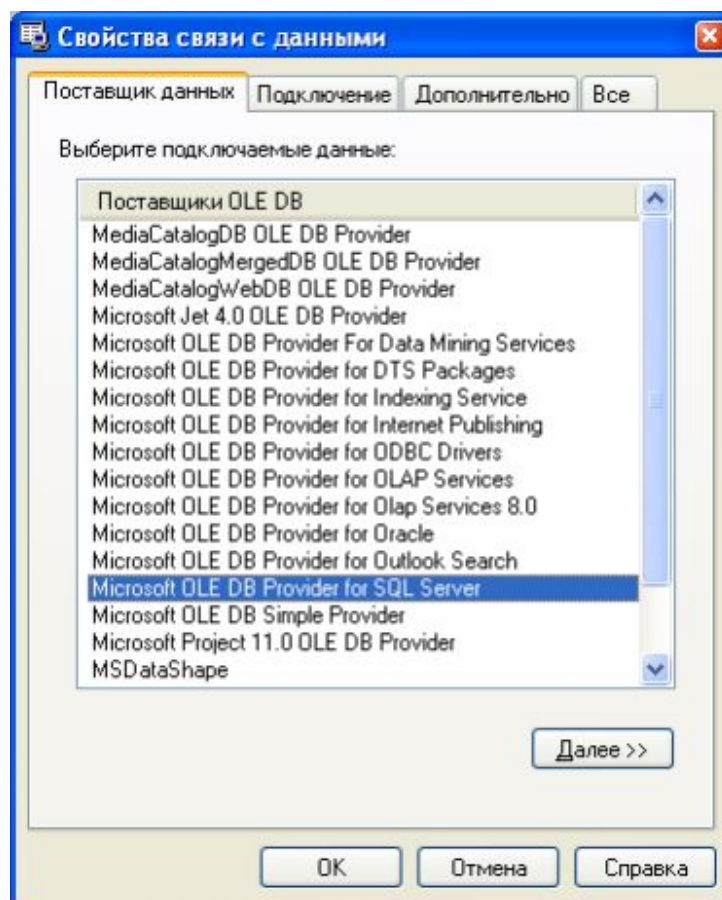 Свойства связи с данными
Поставщик данных Подключение Дополнительно Все
Выберите подключаемые данные:
Поставщики OLE DB
MediaCatalogDB OLE DB Provider
MediaCatalogMergedDB OLE DB Provider
MediaCatalogWebDB OLE DB Provider
Microsoft Jet 4.0 OLE DB Provider
Microsoft OLE DB Provider For Data Mining Services
Microsoft OLE DB Provider for DTS Packages
Microsoft OLE DB Provider for Indexing Service
Microsoft OLE DB Provider for Internet Publishing
Microsoft OLE DB Provider for ODBC Drivers
Microsoft OLE DB Provider for OLAP Services
Microsoft OLE DB Provider for Olap Services 8.0
Microsoft OLE DB Provider for Oracle
Microsoft OLE DB Provider for Outlook Search
Microsoft OLE DB Provider for SQL Server
Microsoft OLE DB Simple Provider
Microsoft Project 11.0 OLE DB Provider
MSDataShape
Далее >>
ОК Отмена Справка